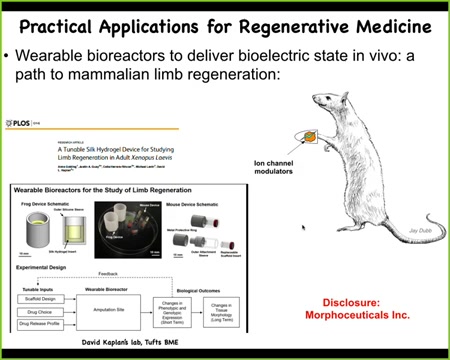 Practical Applications for Regenerative Medicine
• Wearable bioreactors to deliver bioelectric state in vivo: a
path to mammalian limb regeneration:
PLOS
RESEARCH ARTICLE
A Tunable Silk Hydrogel Device for Studying
Limb Regeneration in Adult Xenopus Laevis
Wearable Bioreactors for the Study of Limb Regeneration
Frog Device Schematic
Outer Silicone Sleeve
Silk Hydrogel Insert
10 mm
Frog Device
Mouse Device
Mouse Device Schematic
Metal Protective Ring
Outer Attachment
Sleeve
Replaceable
Scaffold Insert
10 mm
Experimental Design
Feedback
Tunable Inputs
Scaffold Design
Drug Choice
Drug Release Profile
Wearable Bioreactor
Amputation Site
Biological Outcomes
Changes in
Phenotypic and
Genotypic
Expression
(Short Term)
Changes in
Tissue
Morphology
(Long Term)
David Kaplan's lab, Tufts BME
Ion channel
modulators
Jay Dubb
Disclosure:
Morphoceuticals Inc.